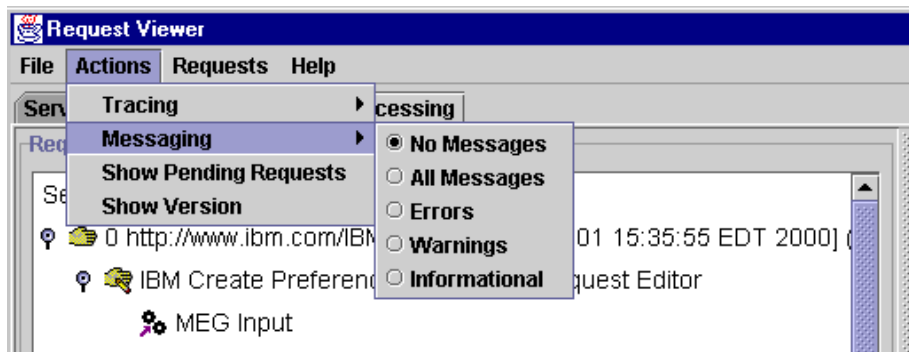 Request Viewer
File Actions Requests Help
Serv cessing
Tracing
Messaging
Show Pending Requests
Show Version
No Messages
All Messages
Errors
Warnings
Informational
Req
Se
0 http://www.ibm.com/IBM 01 15:35:55 EDT 2000] (
IBM Create Preferenc quest Editor
MEG Input